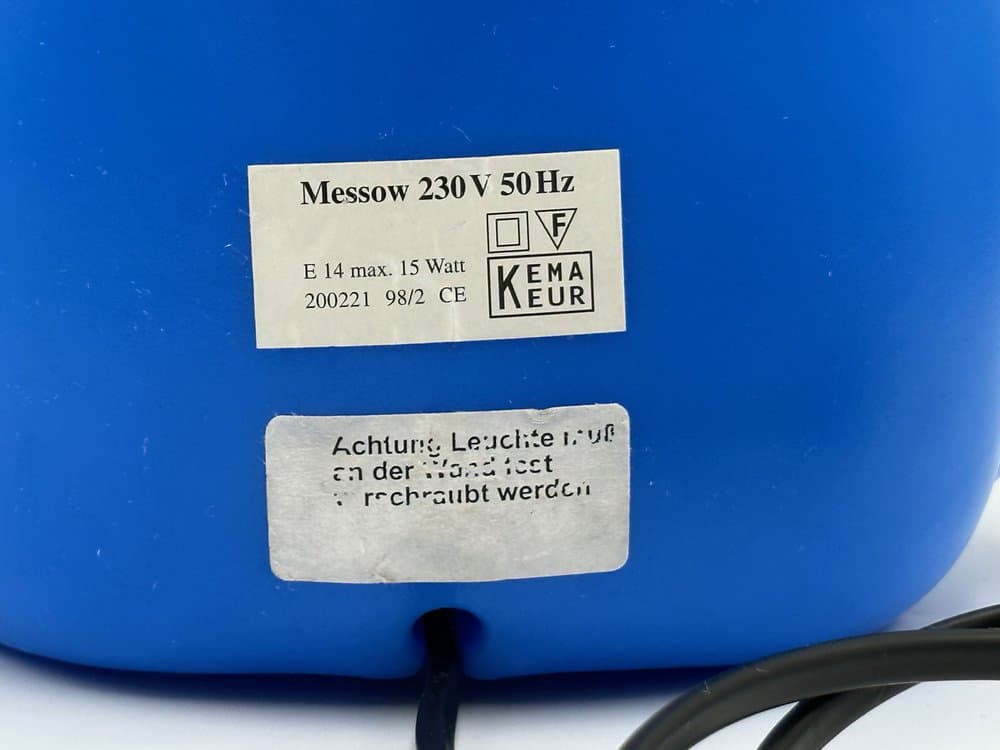 Messow 230 V 50 Hz
F
E 14 max. 15 Watt
200221 98/2 CE
KEMA
KEUR
Achtung Leuchte muß
an der Wand fest
verschraubt werden